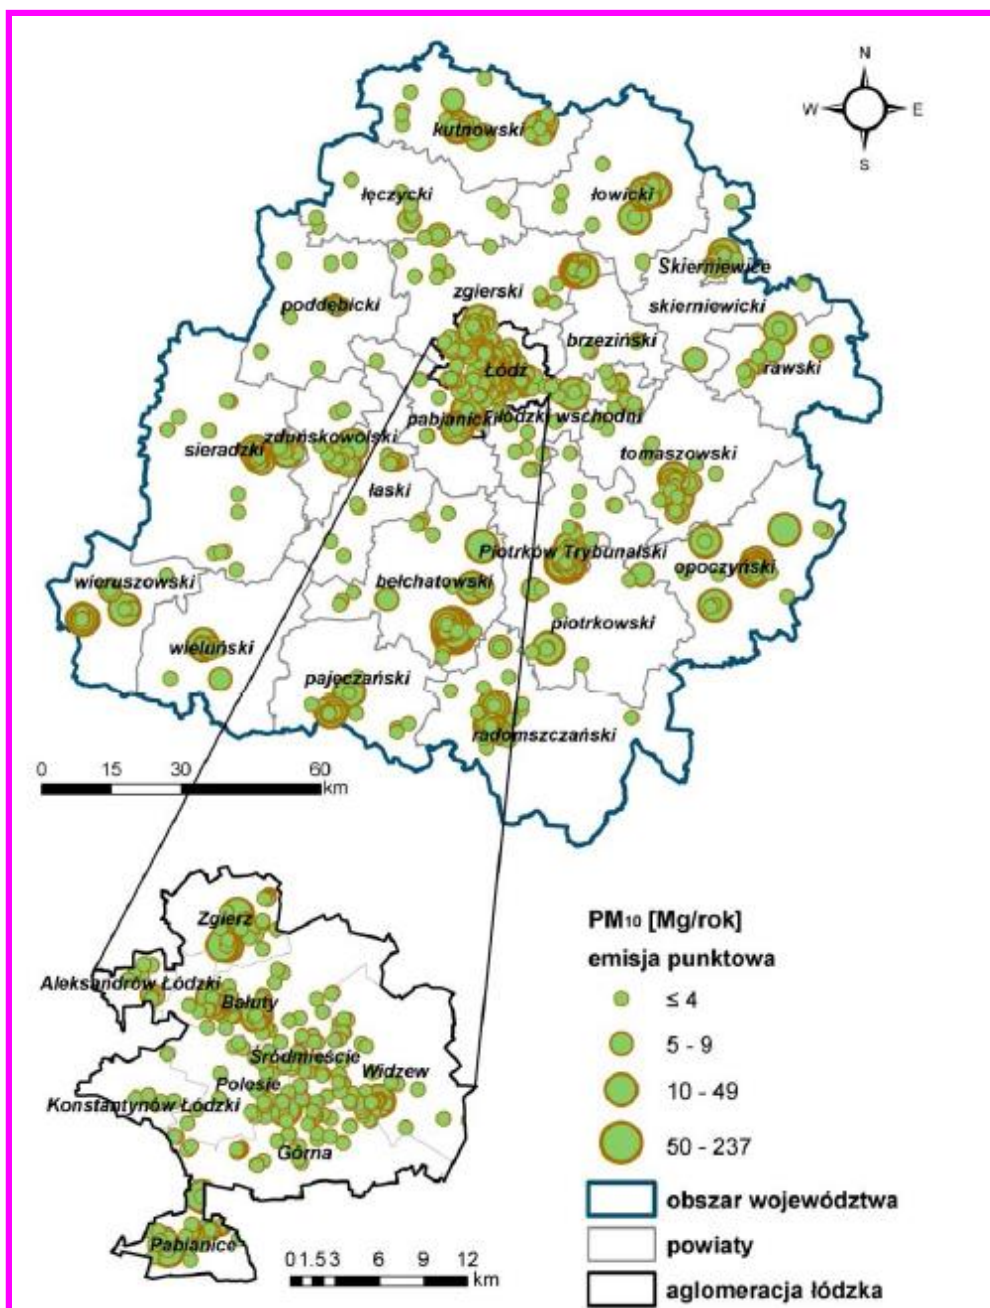 N
W E
S
kutnowski
łęczycki
łowicki
Skierniewice
zgierski
poddębicki
skierniewicki
brzeziński
rawski
Łódź
pabianicki
łódzki wschodni
zduńskowolski
sieradzki
tomaszowski
łaski
Piotrków Trybunalski
opoczyński
wieruszowski
bełchatowski
piotrkowski
wieluński
pajęczański
radomszczański
0 15 30 60
km
Zgierz
Aleksandrów Łódzki
Bałuty
Śródmieście
Widzew
Polesie
Konstantynów Łódzki
Górna
Pabianice
0 1.5 3 6 9 12
km
PM10 [Mg/rok]
emisja punktowa
≤ 4
5 - 9
10 - 49
50 - 237
obszar województwa
powiaty
aglomeracja łódzka